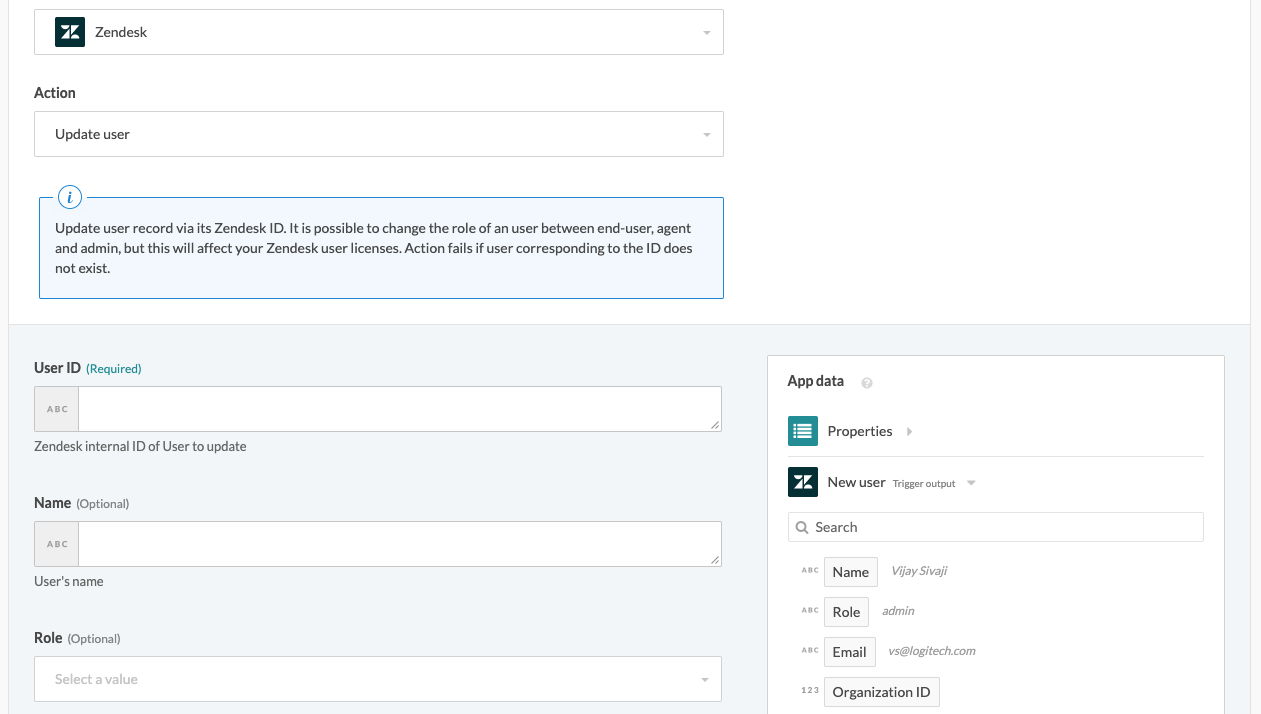 Zendesk
Action
Update user
i
Update user record via its Zendesk ID. It is possible to change the role of an user between end-user, agent
and admin, but this will affect your Zendesk user licenses. Action fails if user corresponding to the ID does
not exist.
User ID (Required)
ABC
Zendesk internal ID of User to update
Name (Optional)
ABC
User's name
Role (Optional)
Select a value
App data ?
Properties
New user Trigger output
Search
ABC Name Vijay Sivaji
ABC Role admin
ABC Email vs@logitech.com
123 Organization ID